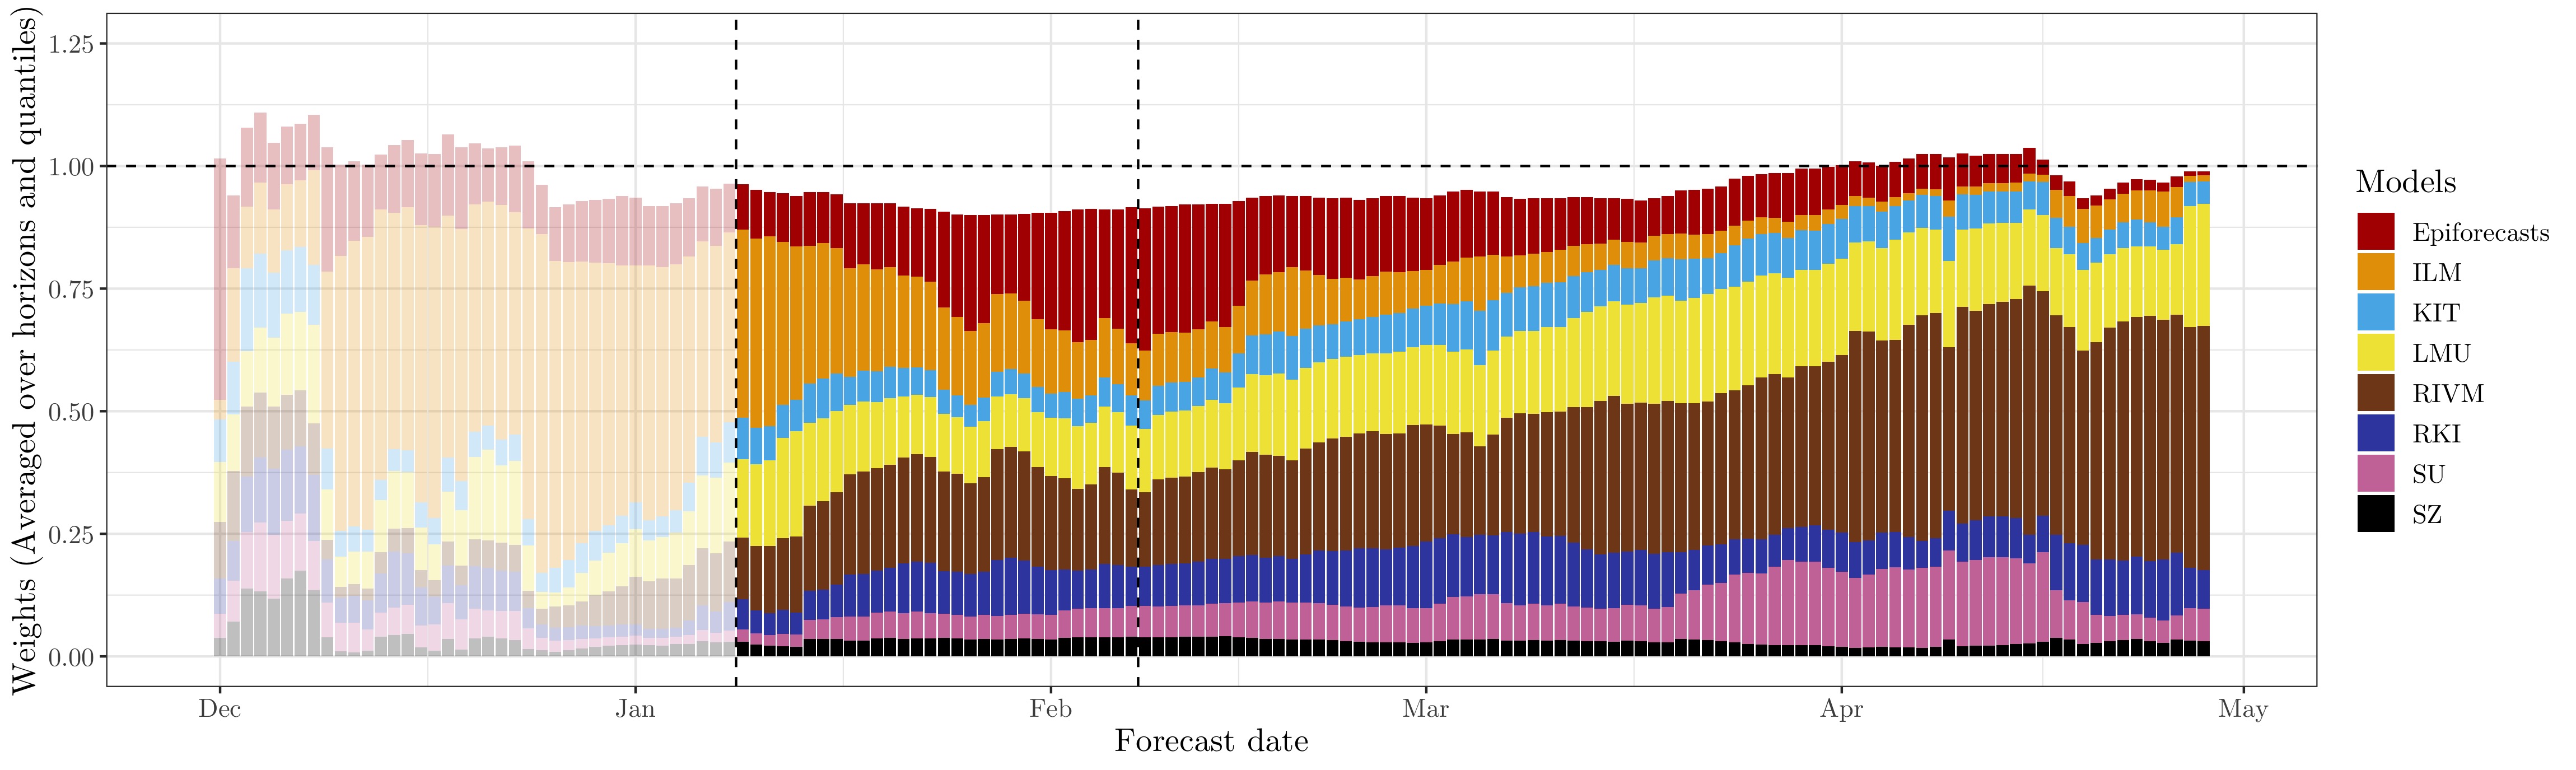 Weights (Averaged over horizons and quantiles)
1.25
1.00
0.75
0.50
0.25
0.00
Dec
Jan
Feb
Mar
Apr
May
Forecast date
Models
Epiforecasts
ILM
KIT
LMU
RIVM
RKI
SU
SZ